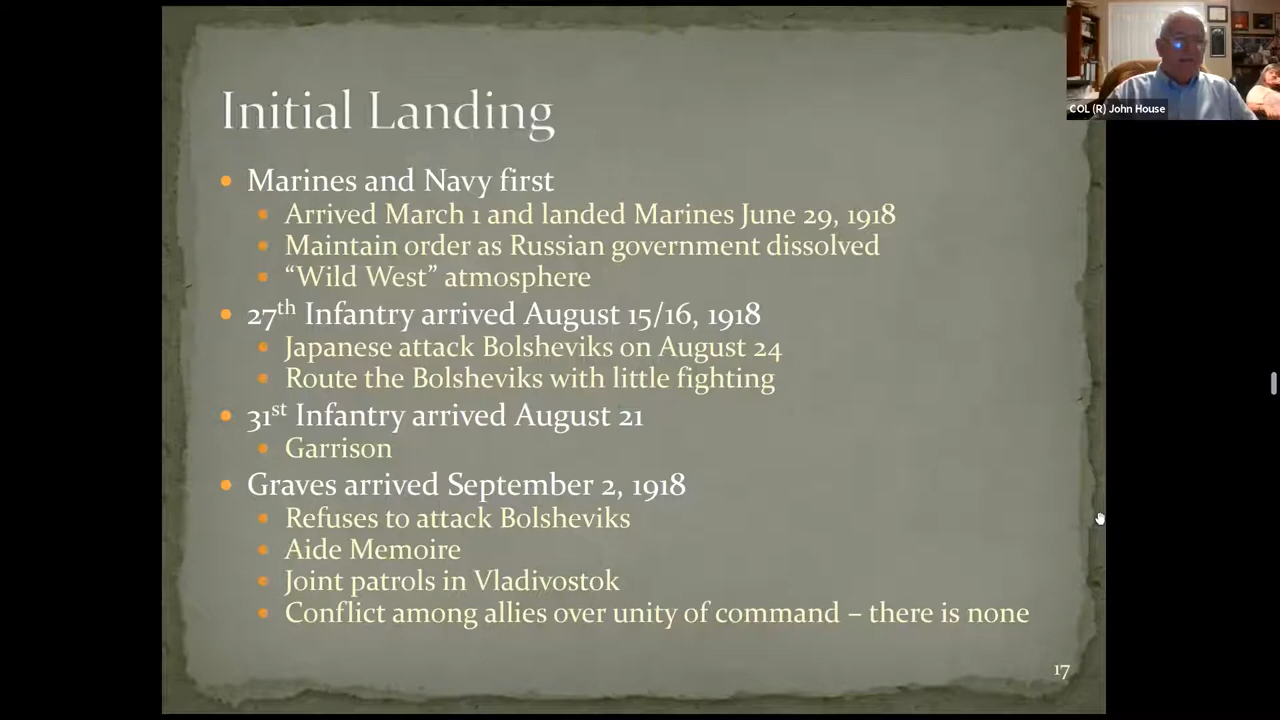 COL (R) John House
Initial Landing
• Marines and Navy first
• Arrived March 1 and landed Marines June 29, 1918
• Maintain order as Russian government dissolved
• “Wild West” atmosphere
• 27th Infantry arrived August 15/16, 1918
• Japanese attack Bolsheviks on August 24
• Route the Bolsheviks with little fighting
• 31st Infantry arrived August 21
• Garrison
• Graves arrived September 2, 1918
• Refuses to attack Bolsheviks
• Aide Memoire
• Joint patrols in Vladivostok
• Conflict among allies over unity of command – there is none
17